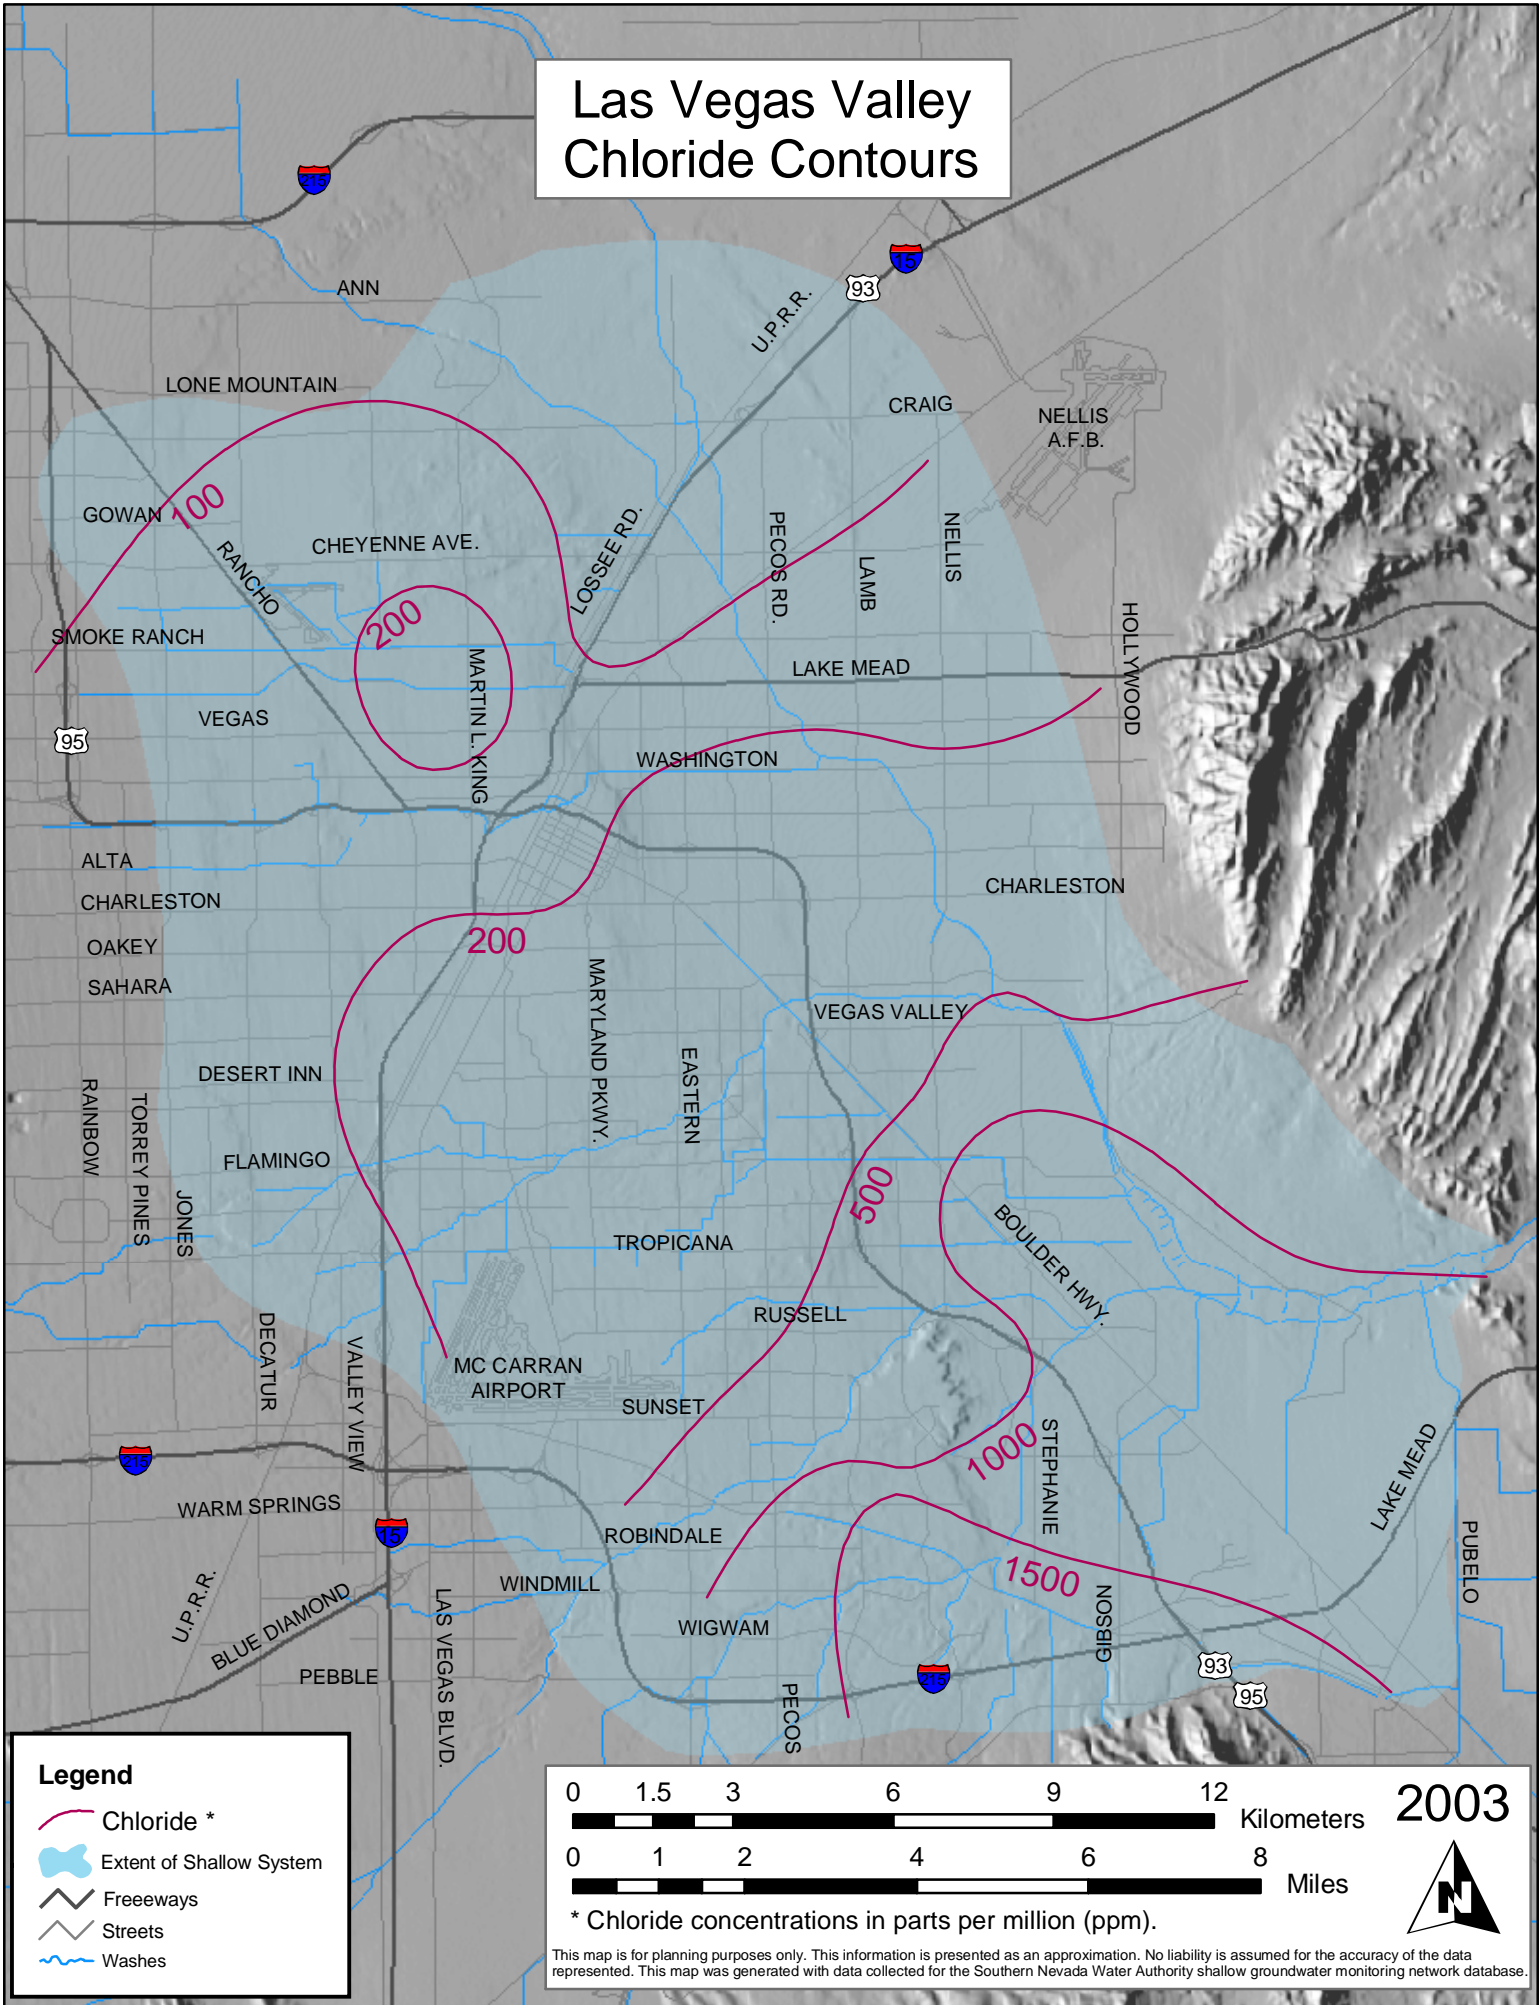 Las Vegas Valley
Chloride Contours
215
15
93
U.P.R.R.
ANN
LONE MOUNTAIN
CRAIG
NELLIS
A.F.B.
GOWAN
100
CHEYENNE AVE.
RANCHO
LOSSEE RD.
PECOS RD.
LAMB
NELLIS
200
SMOKE RANCH
MARTIN L. KING
LAKE MEAD
HOLLYWOOD
VEGAS
95
WASHINGTON
ALTA
CHARLESTON
CHARLESTON
OAKEY
200
SAHARA
MARYLAND PKWY.
VEGAS VALLEY
DESERT INN
EASTERN
RAINBOW
TORREY PINES
FLAMINGO
JONES
500
BOULDER HWY.
TROPICANA
RUSSELL
DECATUR
VALLEY VIEW
MC CARRAN
AIRPORT
SUNSET
STEPHANIE
1000
LAKE MEAD
215
WARM SPRINGS
15
ROBINDALE
PUBELO
WINDMILL
1500
U.P.R.R.
BLUE DIAMOND
LAS VEGAS BLVD.
WIGWAM
GIBSON
PEBBLE
PECOS
215
93
95
Legend
Chloride *
Extent of Shallow System
Freeeways
Streets
Washes
0 1.5 3 6 9 12
Kilometers
0 1 2 4 6 8
Miles
2003
N
* Chloride concentrations in parts per million (ppm).
This map is for planning purposes only. This information is presented as an approximation. No liability is assumed for the accuracy of the data
represented. This map was generated with data collected for the Southern Nevada Water Authority shallow groundwater monitoring network database.